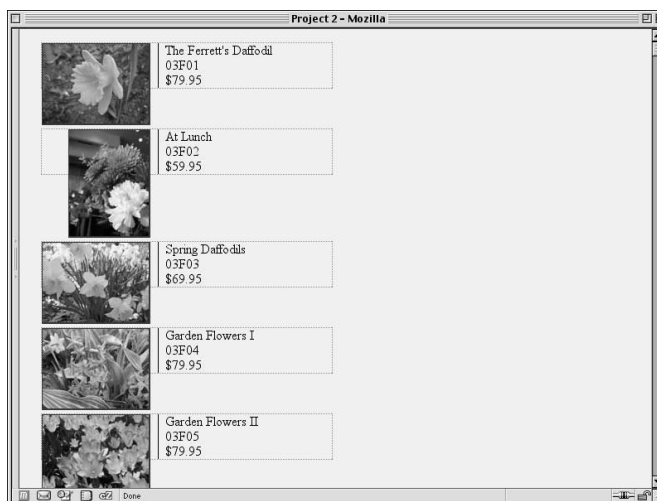 Project 2 - Mozilla
The Ferrett's Daffodil
03F01
$79.95
At Lunch
03F02
$59.95
Spring Daffodils
03F03
$69.95
Garden Flowers I
03F04
$79.95
Garden Flowers II
03F05
$79.95
Done